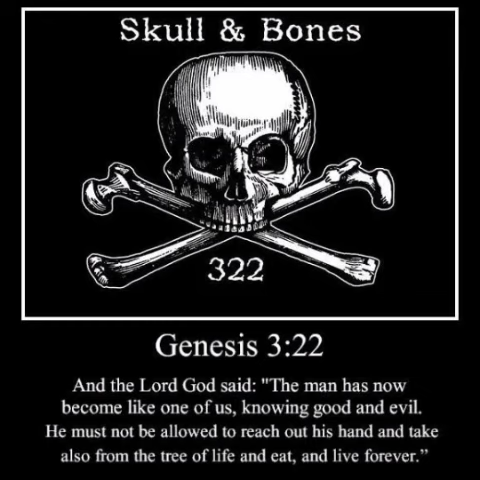 Skull & Bones
322
Genesis 3:22
And the Lord God said: "The man has now
become like one of us, knowing good and evil.
He must not be allowed to reach out his hand and take
also from the tree of life and eat, and live forever.”